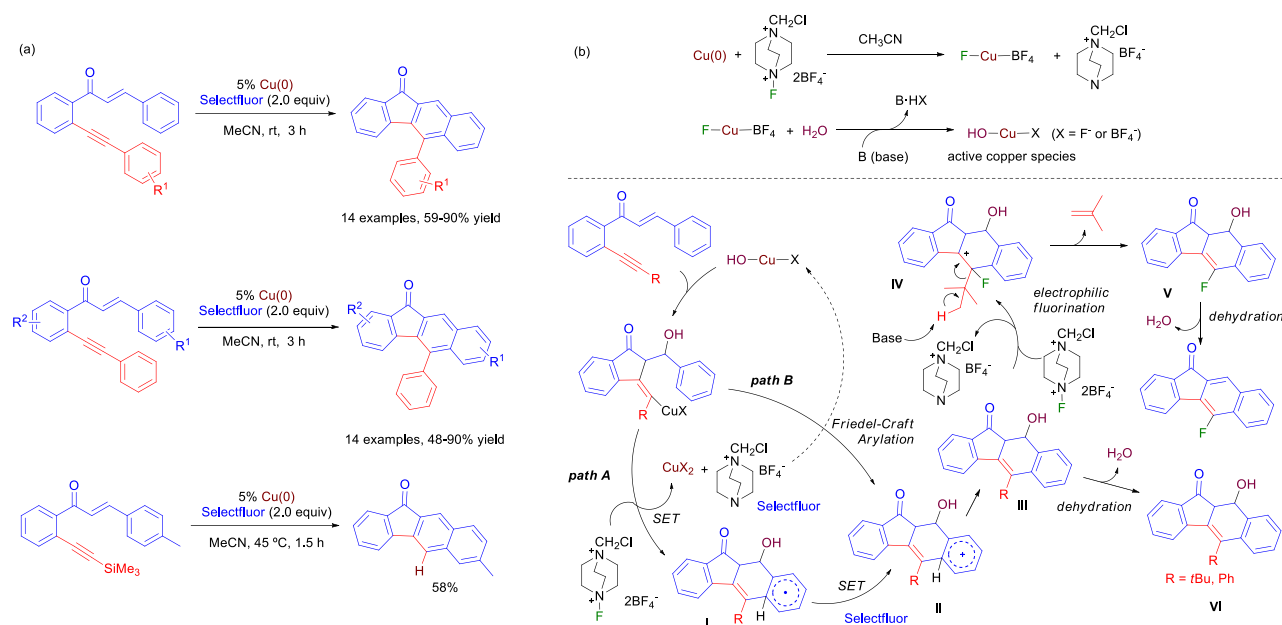 (a)
O
R¹
5% Cu(0)
Selectfluor (2.0 equiv)
MeCN, rt, 3 h
O
R¹
14 examples, 59-90% yield
O
R²
R¹
5% Cu(0)
Selectfluor (2.0 equiv)
MeCN, rt, 3 h
O
R²
R¹
14 examples, 48-90% yield
O
SiMe₃
5% Cu(0)
Selectfluor (2.0 equiv)
MeCN, 45 ºC, 1.5 h
O
H
58%
(b)
Cu(0) +
CH₂Cl
N
+
N
+
F
2BF₄⁻
CH₃CN
F-Cu-BF₄
+
CH₂Cl
N
+
BF₄⁻
N
F-Cu-BF₄ + H₂O
B·HX
B (base)
HO-Cu-X (X = F⁻ or BF₄⁻)
active copper species
O
R
HO-Cu-X
O
OH
R
CuX
path B
Friedel-Craft
Arylation
path A
CuX₂ +
CH₂Cl
N
+
BF₄⁻
N
Selectfluor
SET
CH₂Cl
N
+
N
+
F
2BF₄⁻
O
OH
R
H
I
SET
Selectfluor
O
OH
R
H
+
II
O
OH
R
III
H₂O
dehydration
O
OH
R
R = tBu, Ph
VI
O
OH
+
F
H
IV
Base
CH₂Cl
N
+
BF₄⁻
N
CH₂Cl
N
+
N
+
F
2BF₄⁻
electrophilic
fluorination
O
OH
F
V
H₂O
dehydration
O
F